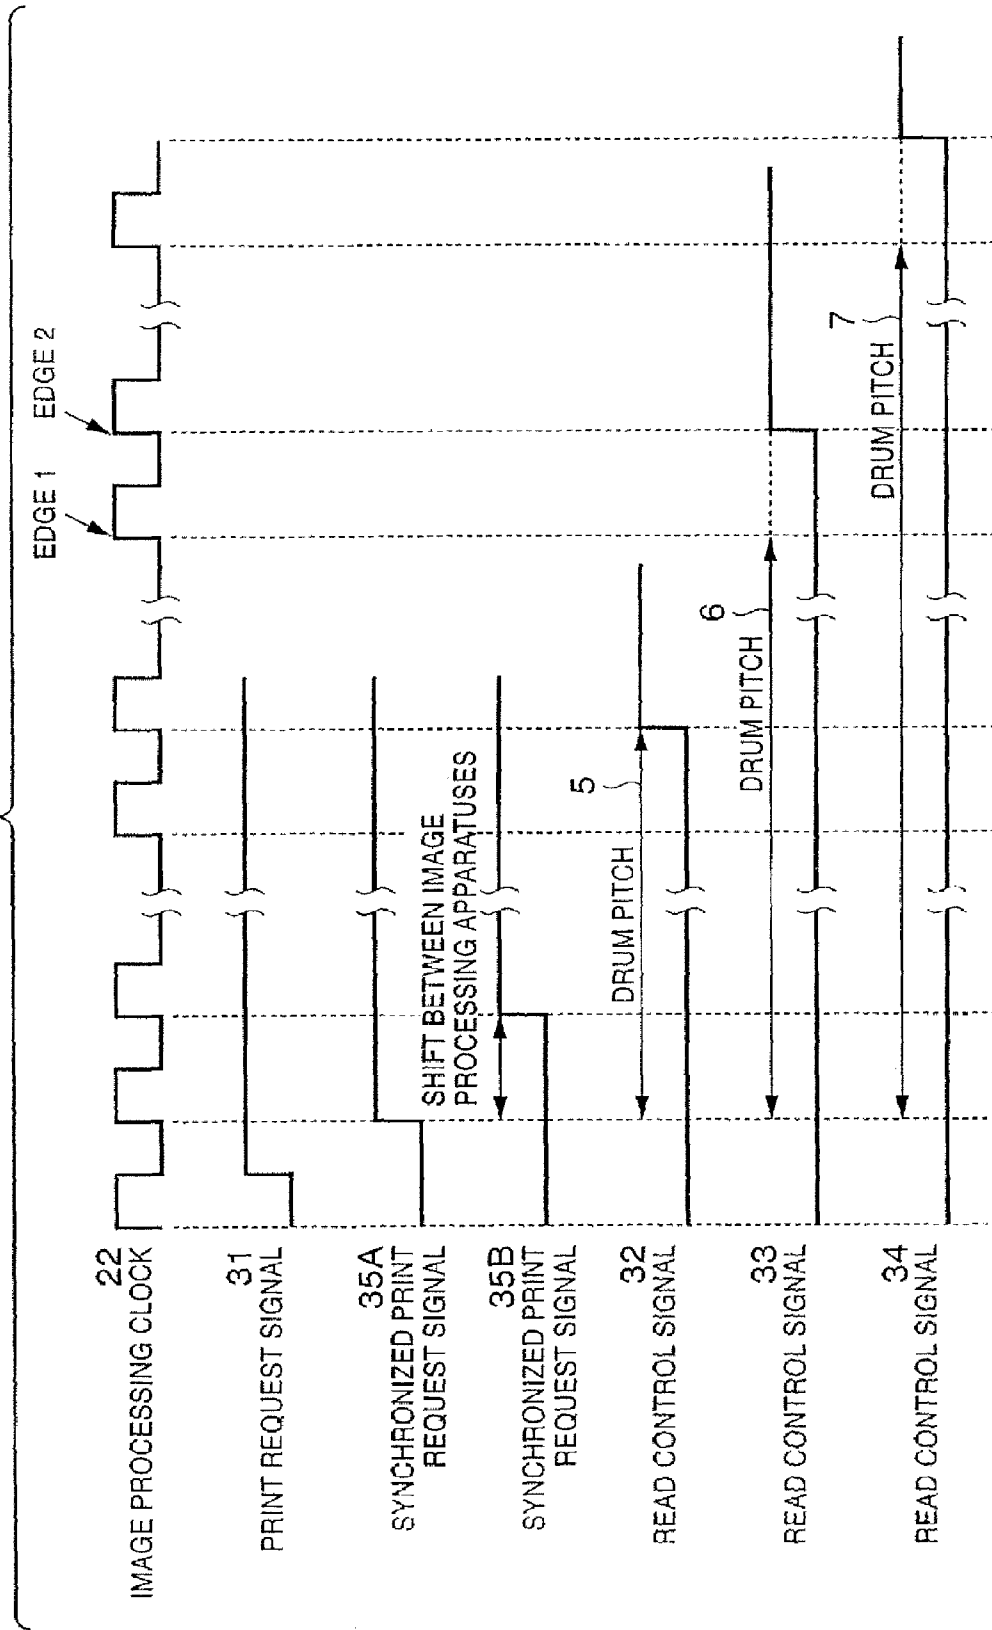 EDGE 1
EDGE 2
22
IMAGE PROCESSING CLOCK
31
PRINT REQUEST SIGNAL
35A
SYNCHRONIZED PRINT
REQUEST SIGNAL
SHIFT BETWEEN IMAGE
PROCESSING APPARATUSES
35B
SYNCHRONIZED PRINT
REQUEST SIGNAL
32
READ CONTROL SIGNAL
DRUM PITCH
5
33
READ CONTROL SIGNAL
DRUM PITCH
6
34
READ CONTROL SIGNAL
DRUM PITCH
7